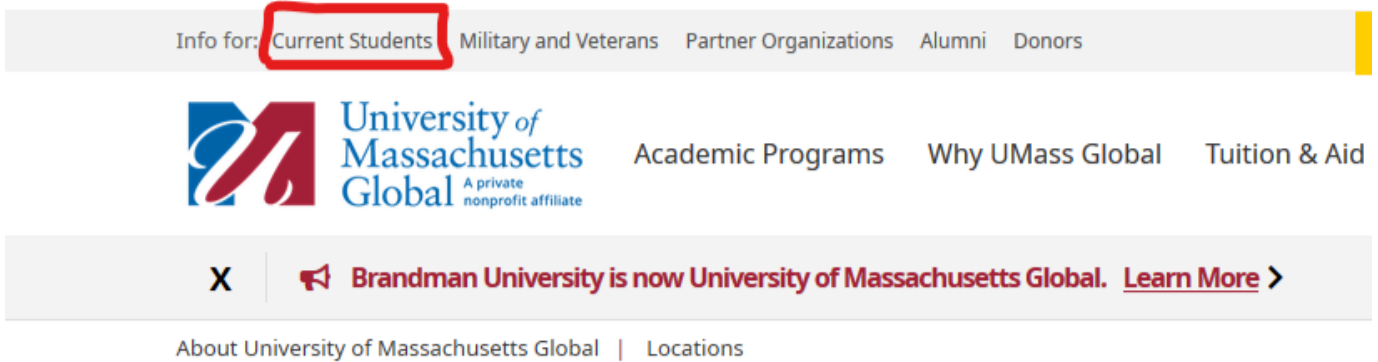 Info for: Current Students Military and Veterans Partner Organizations Alumni Donors
University of
Massachusetts
Global A private
nonprofit affiliate
Academic Programs Why UMass Global Tuition & Aid
X Brandman University is now University of Massachusetts Global. Learn More
About University of Massachusetts Global | Locations